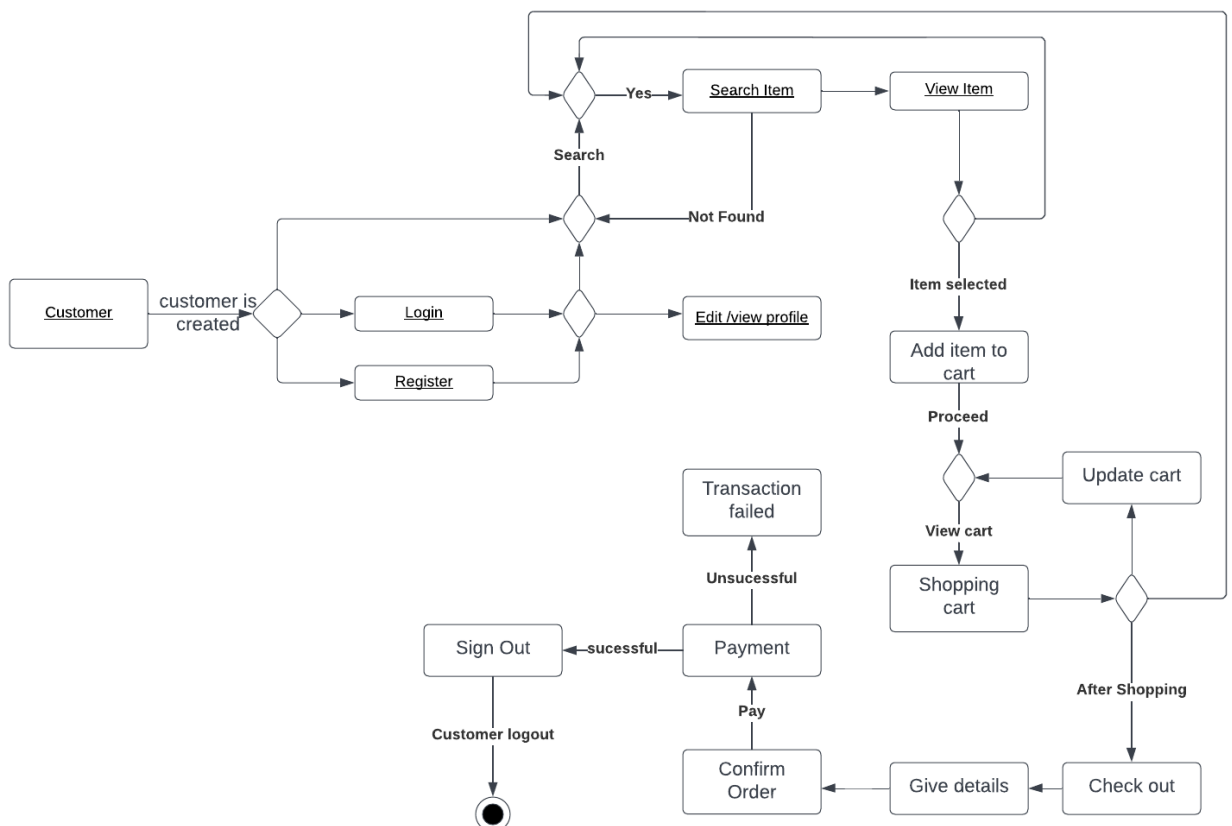 Yes
Search Item
View Item
Search
Not Found
Customer
customer is
created
Login
Edit /view profile
Register
Item selected
Add item to
cart
Proceed
Update cart
View cart
Shopping
cart
Transaction
failed
Unsucessful
Payment
sucessful
Sign Out
After Shopping
Pay
Customer logout
Confirm
Order
Give details
Check out